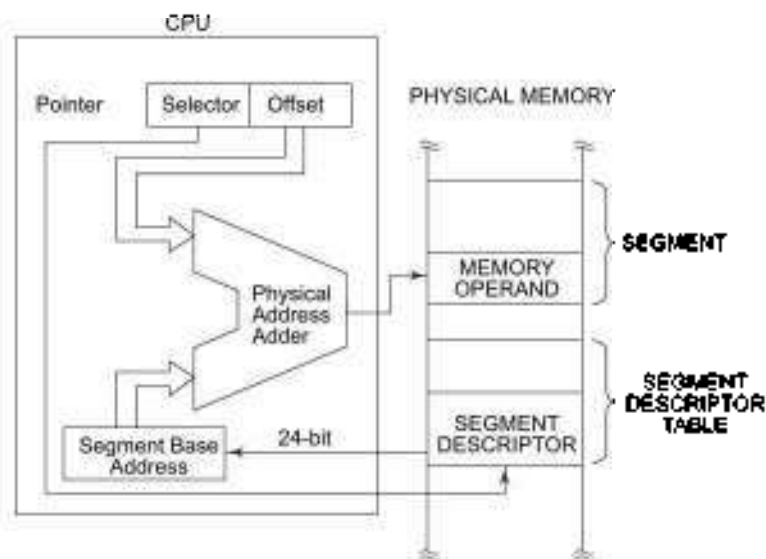 CPU
Pointer
Selector
Offset
PHYSICAL MEMORY
SEGMENT
MEMORY
OPERAND
Physical
Address
Adder
SEGMENT
DESCRIPTOR
TABLE
SEGMENT
DESCRIPTOR
24-bit
Segment Base
Address